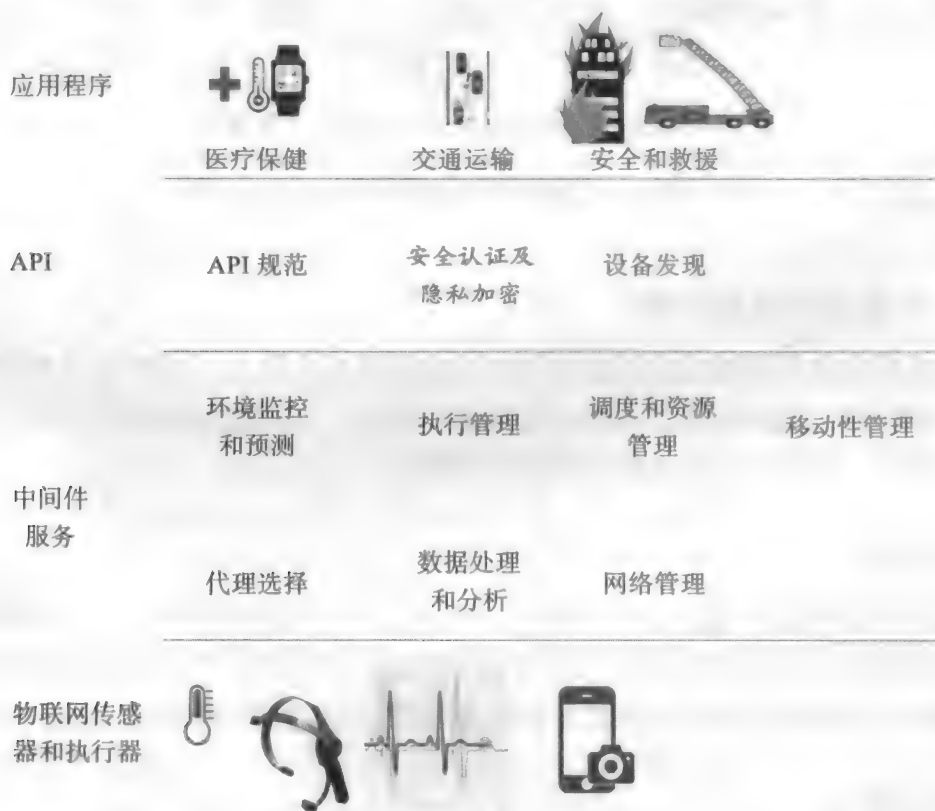 应用程序
医疗保健
交通运输
安全和救援
API
API 规范
安全认证及
隐私加密
设备发现
中间件
服务
环境监控
和预测
执行管理
调度和资源
管理
移动性管理
代理选择
数据处理
和分析
网络管理
物联网传感
器和执行器